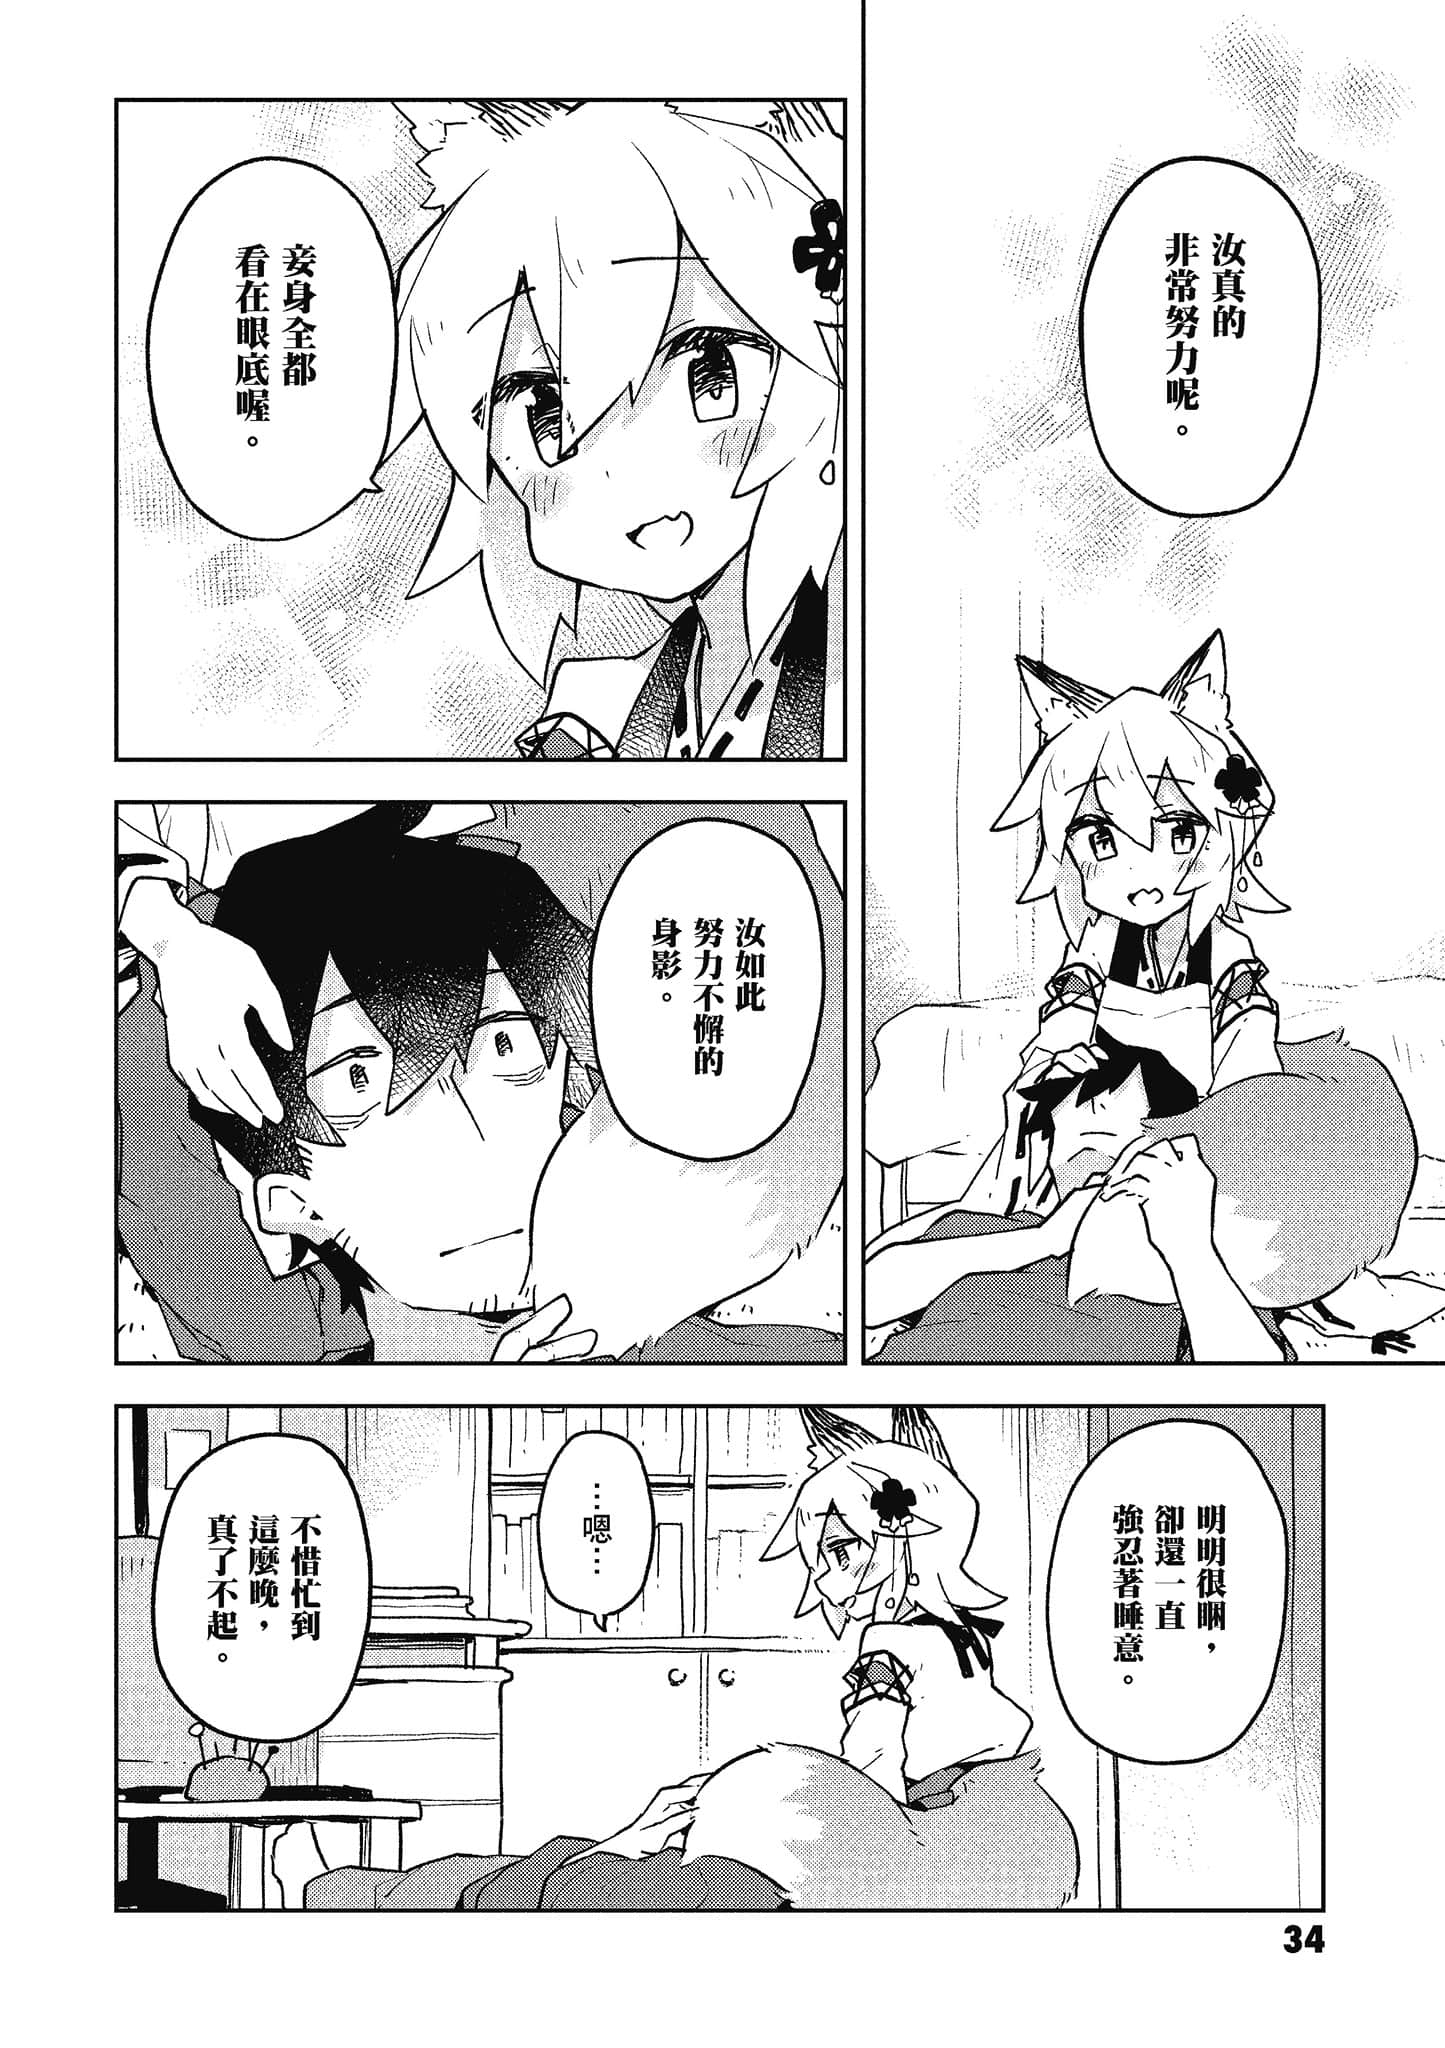 汝真的
非常努力呢。
妾身全都
看在眼底喔。
汝如此
努力不懈的
身影。
明明很睏，
卻還一直
強忍著睡意。
…嗯…
不惜忙到
這麼晚，
真了不起。
34